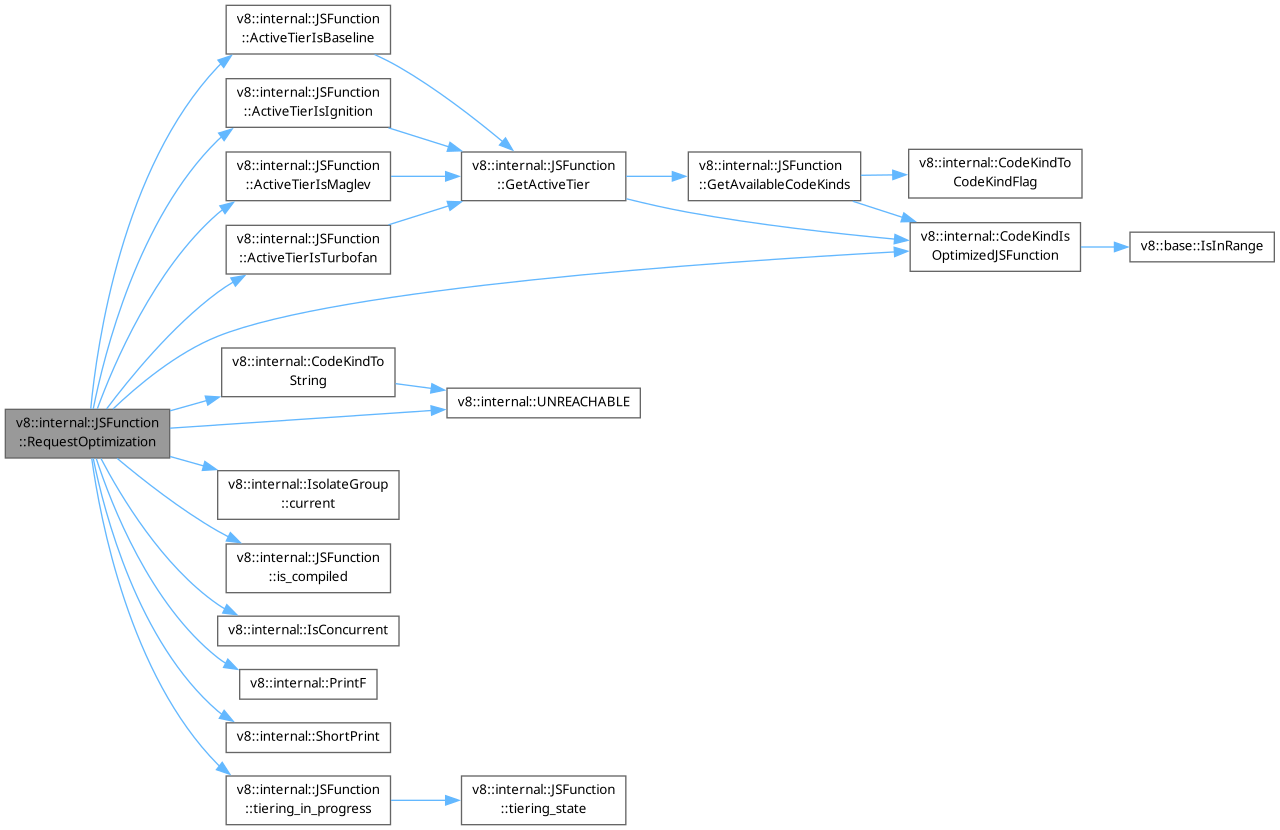 v8::internal::JSFunction
::ActiveTierIsBaseline
v8::internal::JSFunction
::ActiveTierIsIgnition
v8::internal::JSFunction
::ActiveTierIsMaglev
v8::internal::JSFunction
::GetActiveTier
v8::internal::JSFunction
::GetAvailableCodeKinds
v8::internal::CodeKindTo
CodeKindFlag
v8::internal::JSFunction
::ActiveTierIsTurbofan
v8::internal::CodeKindIs
OptimizedJSFunction
v8::base::IsInRange
v8::internal::CodeKindTo
String
v8::internal::UNREACHABLE
v8::internal::JSFunction
::RequestOptimization
v8::internal::IsolateGroup
::current
v8::internal::JSFunction
::is_compiled
v8::internal::IsConcurrent
v8::internal::PrintF
v8::internal::ShortPrint
v8::internal::JSFunction
::tiering_in_progress
v8::internal::JSFunction
::tiering_state